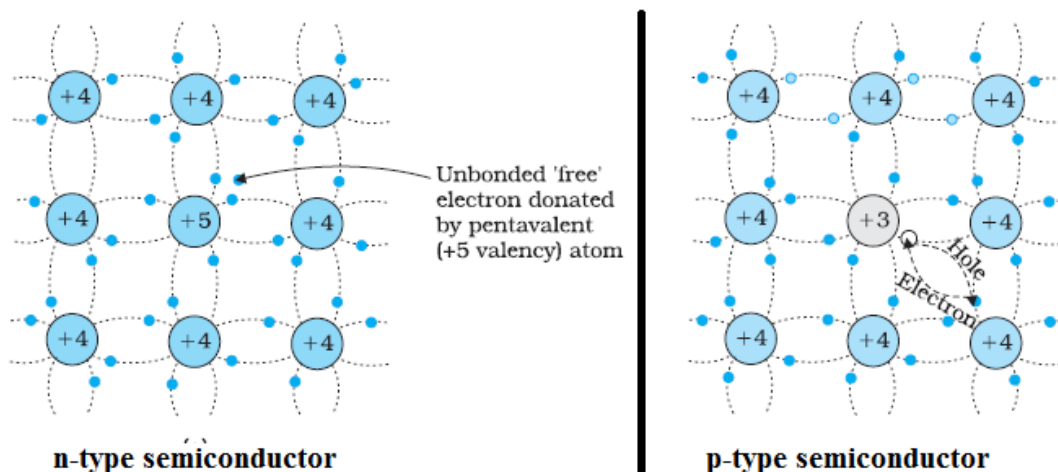 +4 +4 +4
Unbonded 'free'
electron donated
by pentavalent
(+5 valency) atom
+4 +5 +4
+4 +4 +4
n-type semiconductor
+4 +4 +4
+4 +3 +4
Hole
Electron
+4 +4 +4
p-type semiconductor